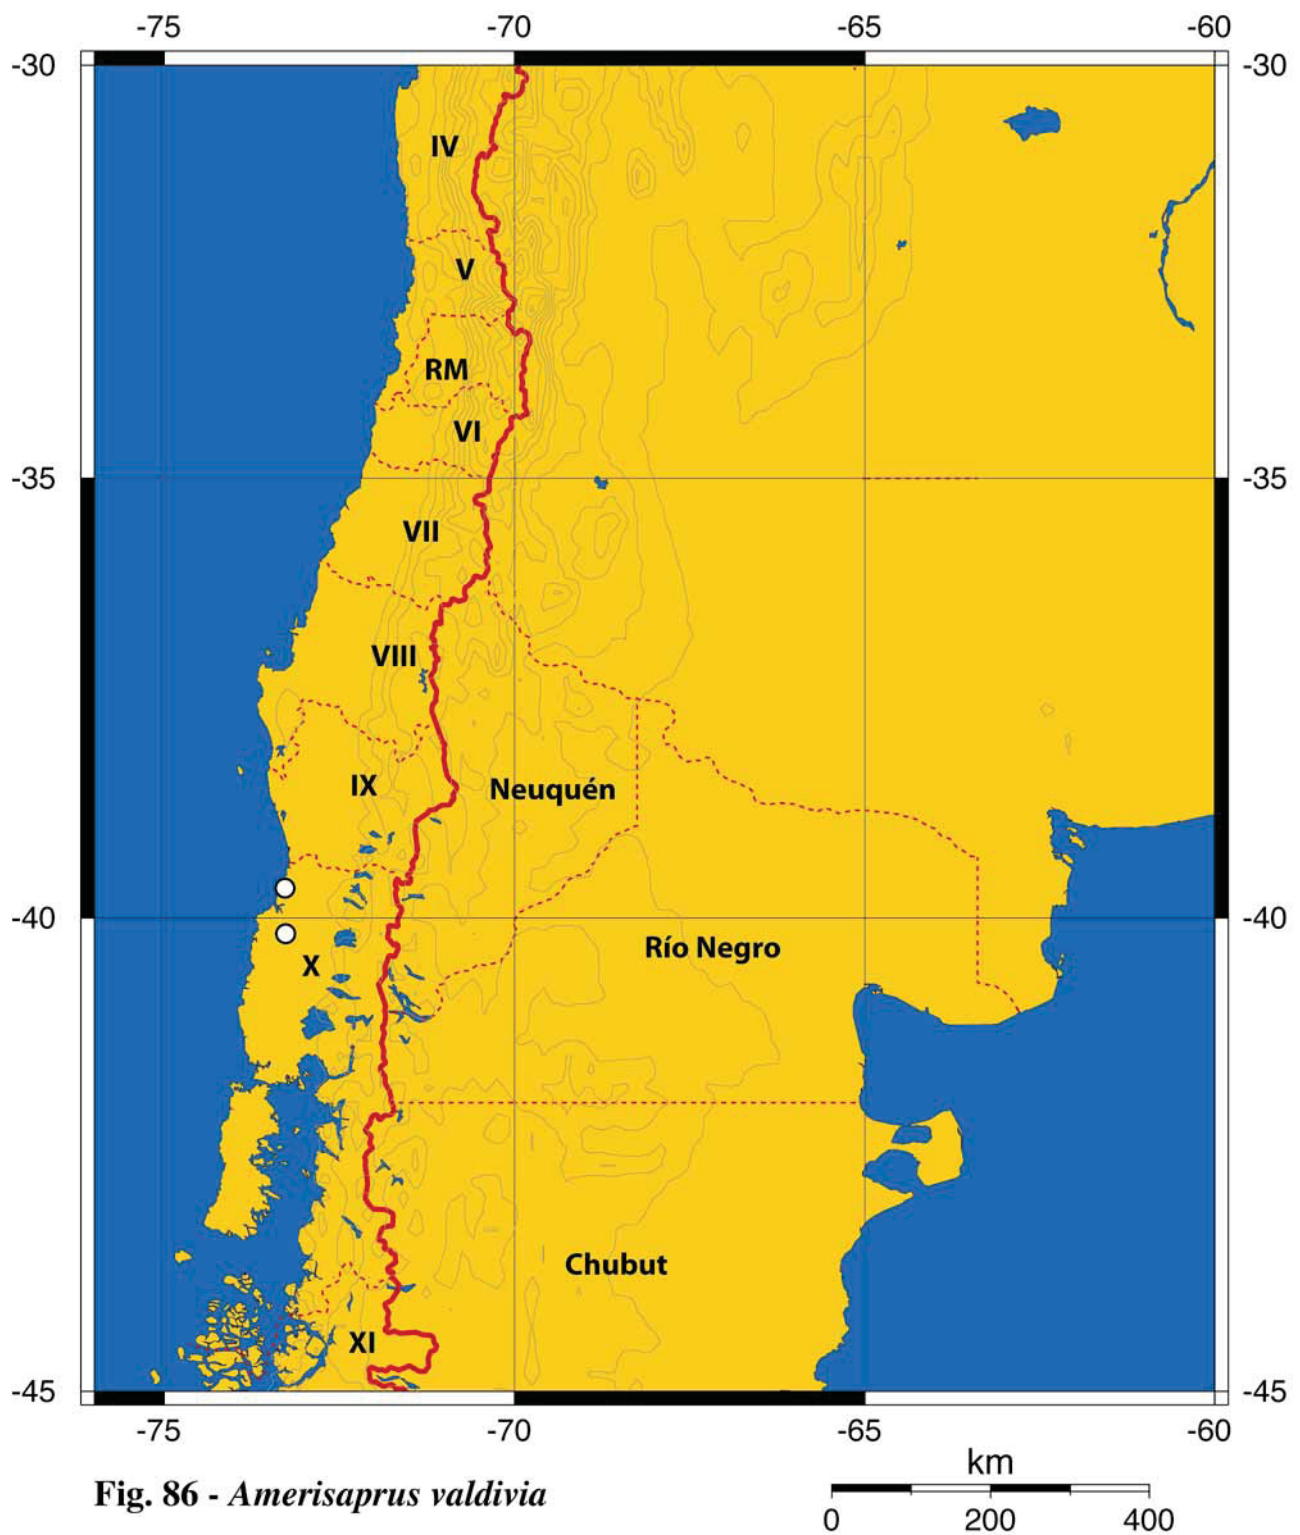 -75 -70 -65 -60
-30 -30
IV
V
RM
VI
-35 -35
VII
VIII
IX Neuquén
-40 -40
Río Negro
X
Chubut
XI
-45 -45
-75 -70 -65 -60
km
Fig. 86 - Amerisaprus valdivia
0 200 400